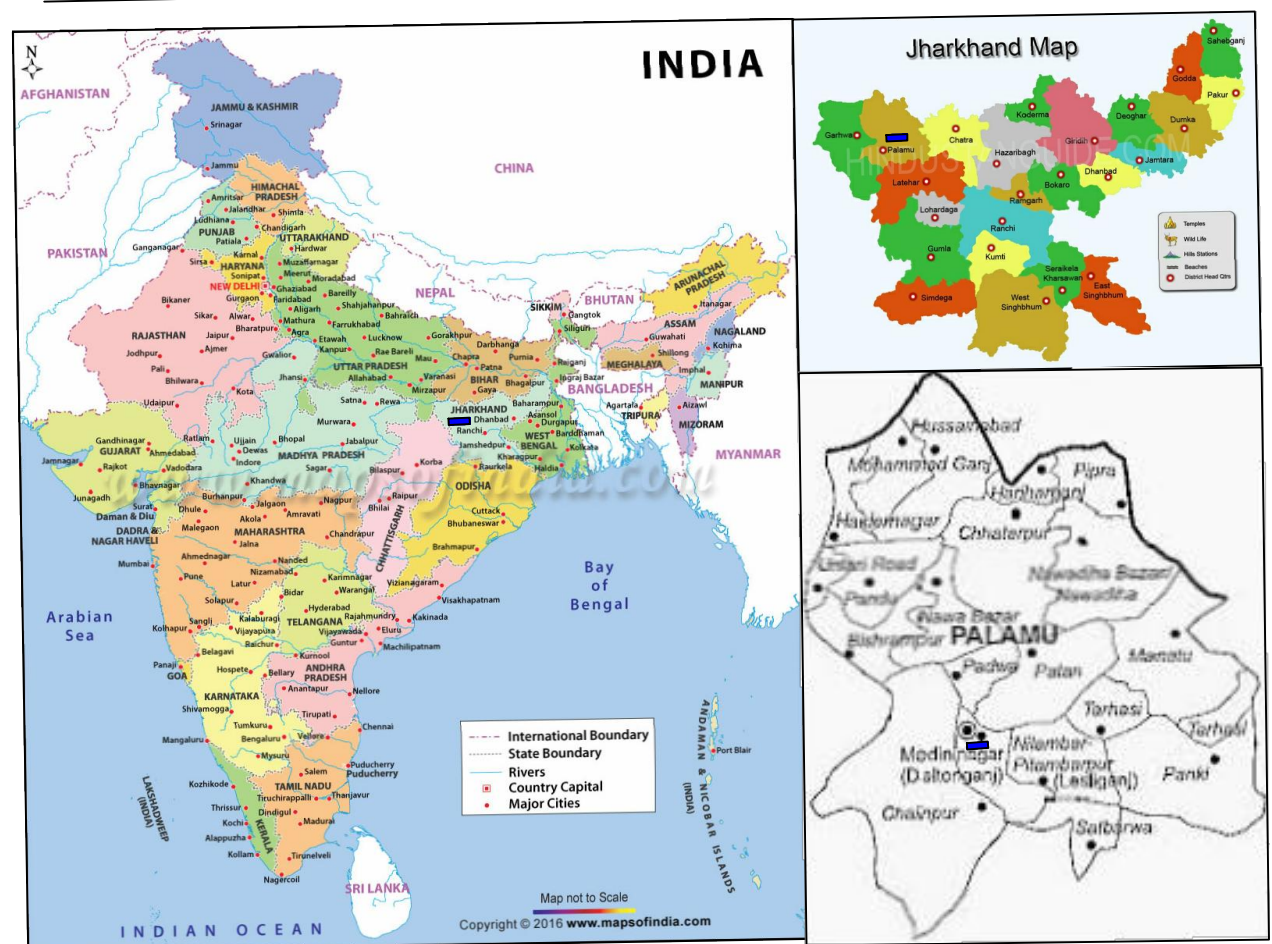 N
INDIA
AFGHANISTAN
JAMMU & KASHMIR
Srinagar
CHINA
Jammu
HIMACHAL
PRADESH
Amritsar
Jalandhar
Shimla
Ludhiana
Chandigarh
PUNJAB
Patiala
UTTARAKHAND
Ganganagar
Hardwar
PAKISTAN
Karnal
Sirsa
HARYANA
Muzaffarnagar
Sonipat
Meerut
Moradabad
NEW DELHI
Ghaziabad
NEPAL
ARUNACHAL
PRADESH
Gurgaon
Faridabad
Bareilly
BHUTAN
Bikaner
Aligarh
Shahjahanpur
SIKKIM
Itanagar
Sikar
Alwar
Mathura
Bahraich
Gangtok
RAJASTHAN
Bharatpur
Agra
Farrukhabad
Siliguri
ASSAM
NAGALAND
Jaipur
Etawah
Lucknow
Gorakhpur
Guwahati
Kohima
Jodhpur
Ajmer
Kanpur
Rae Bareli
Darbhanga
Shillong
Gwalior
Mau
Chapra
Purnia
MEGHALAYA
Pali
UTTAR PRADESH
Patna
Raiganj
Imphal
Bhilwara
Jhansi
Allahabad
Varanasi
BIHAR
Bhagalpur
Ingraj Bazar
MANIPUR
Kota
Mirzapur
Gaya
BANGLADESH
Udaipur
Satna
Rewa
JHARKHAND
Baharampur
Agartala
Aizawl
Dhanbad
Asansol
TRIPURA
Murwara
Ranchi
Durgapur
MIZORAM
Gandhinagar
Ratlam
Ujjain
Bhopal
Jabalpur
WEST
BENGAL
Barddhaman
GUJARAT
Ahmedabad
Dewas
Jamshedpur
Kolkata
Jamnagar
Indore
MADHYA PRADESH
Kharagpur
MYANMAR
Rajkot
Vadodara
Sagar
Korba
Raurkela
Haldia
Bhavnagar
Khandwa
Bilaspur
Junagadh
Burhanpur
Nagpur
Raipur
ODISHA
Surat
Daman & Diu
Dhule
Jalgaon
Amravati
Bhilai
DADRA &
NAGAR HAVELI
Malegaon
Akola
CHHATTISGARH
Cuttack
MAHARASHTRA
Chandrapur
Bhubaneswar
Jalna
Brahmapur
Mumbai
Ahmednagar
Nanded
Pune
Nizamabad
Karimnagar
Bay
of
Bengal
Latur
Warangal
Vizianagaram
Solapur
Bidar
Visakhapatnam
Arabian
Sea
Hyderabad
Sangli
Kalaburagi
TELANGANA
Rajahmundry
Kakinada
Kolhapur
Vijayapura
Vijayawada
Eluru
Raichur
Guntur
Machilipatnam
Belagavi
Kurnool
Panaji
GOA
Hospete
Bellary
ANDHRA
PRADESH
KARNATAKA
Anantapur
Nellore
Shivamogga
Tirupati
Tumkuru
Chennai
Mangaluru
Bengaluru
Vellore
Mysuru
Puducherry
Puducherry
Kozhikode
Salem
TAMIL NADU
Tiruchirappalli
Thanjavur
Thrissur
Dindigul
Kochi
Madurai
Alappuzha
KERALA
Kollam
Tirunelveli
Nagercoil
SRI LANKA
LAKSHADWEEP
(INDIA)
ANDAMAN & NICOBAR ISLANDS
(INDIA)
Port Blair
International Boundary
State Boundary
Rivers
Country Capital
Major Cities
Map not to Scale
Copyright © 2016 www.mapsofindia.com
INDIAN OCEAN
Jharkhand Map
Sahebganj
Godda
Pakur
Koderma
Deoghar
Dumka
Garhwa
Palamu
Chatra
Giridih
Hazaribagh
Jamtara
Latehar
Bokaro
Dhanbad
Ramgarh
Lohardaga
Ranchi
Gumla
Kumti
Saraikela
Kharsawan
East
Singhbhum
Simdega
West
Singhbhum
Temples
Wild Life
Hills Stations
Beaches
District Head Qtrs
Hussainabad
Mohammad Ganj
Pipra
Hariharganj
Haidernagar
Chhaterpur
Untari Road
Nawadiha Bazar
Nawadiha
Pandu
Nawa Bazar
Bishrampur
PALAMU
Manatu
Padwa
Patan
Tarhasi
Tarhasi
Medininagar
(Daltonganj)
Nilambar
Pitambarpur
(Lesliganj)
Panki
Chainpur
Satbarwa